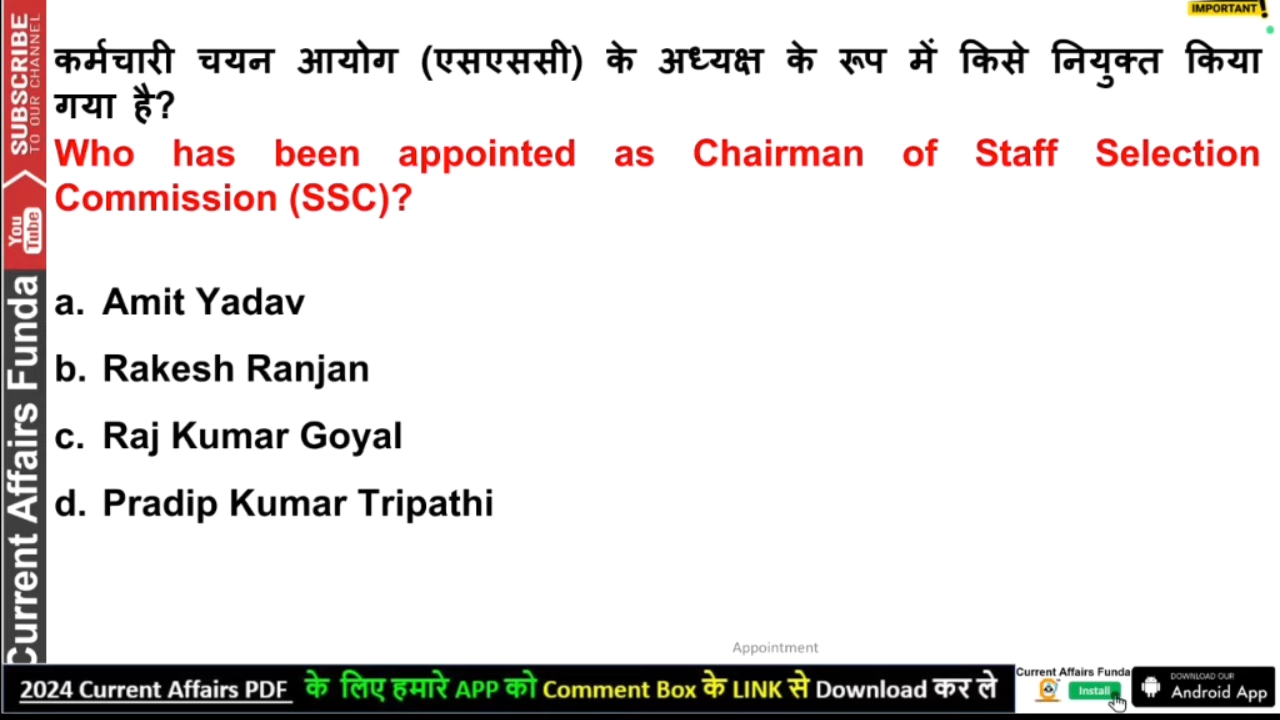 IMPORTANT!
कर्मचारी चयन आयोग (एसएससी) के अध्यक्ष के रूप में किसे नियुक्त किया
गया है?
Who has been appointed as Chairman of Staff Selection
Commission (SSC)?
a. Amit Yadav
b. Rakesh Ranjan
c. Raj Kumar Goyal
d. Pradip Kumar Tripathi
Appointment
SUBSCRIBE
TO OUR CHANNEL
You
Tube
Current Affairs Funda
2024 Current Affairs PDF के लिए हमारे APP को Comment Box के LINK से Download कर ले
Current Affairs Funda
Install
DOWNLOAD OUR
Android App